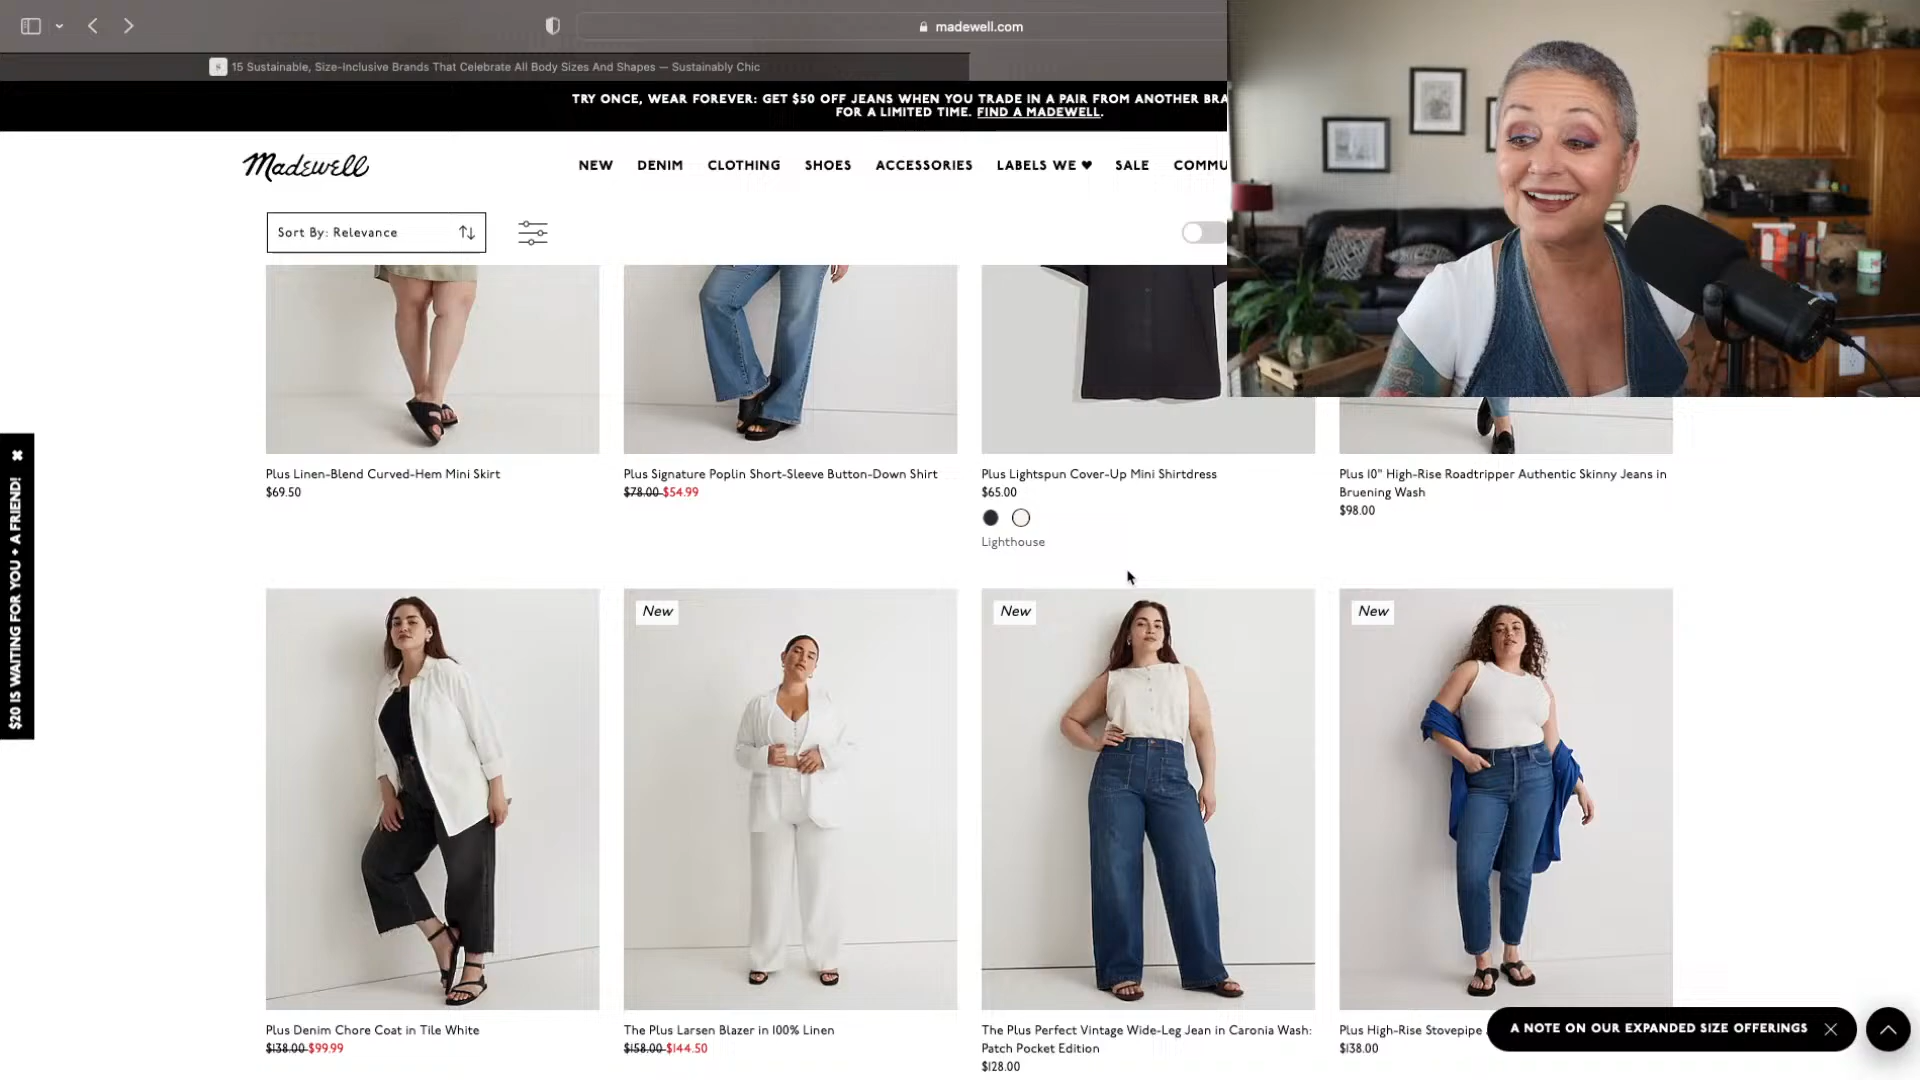 madewell.com
15 Sustainable, Size-Inclusive Brands That Celebrate All Body Sizes And Shapes — Sustainably Chic
TRY ONCE, WEAR FOREVER: GET $50 OFF JEANS WHEN YOU TRADE IN A PAIR FROM ANOTHER
FOR A LIMITED TIME. FIND A MADEWELL.
Madewell
NEW DENIM CLOTHING SHOES ACCESSORIES LABELS WE ♥ SALE
Sort By: Relevance
$20 IS WAITING FOR YOU + A FRIEND!
Plus Linen-Blend Curved-Hem Mini Skirt
$69.50
Plus Signature Poplin Short-Sleeve Button-Down Shirt
$78.00 $54.99
Plus Lightspun Cover-Up Mini Shirtdress
$65.00
Lighthouse
Plus 10" High-Rise Roadtripper Authentic Skinny Jeans in
Bruening Wash
$98.00
New
New
New
Plus Denim Chore Coat in Tile White
$138.00 $99.99
The Plus Larsen Blazer in 100% Linen
$158.00 $144.50
The Plus Perfect Vintage Wide-Leg Jean in Caronia Wash:
Patch Pocket Edition
$128.00
Plus High-Rise Stovepipe
$138.00
A NOTE ON OUR EXPANDED SIZE OFFERINGS